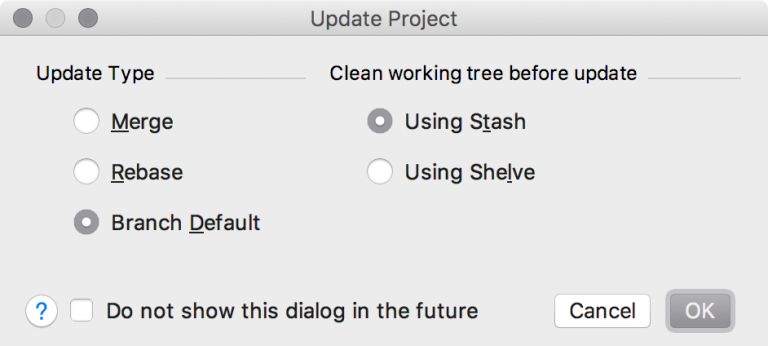 Update Project
Update Type
Clean working tree before update
Merge
Using Stash
Rebase
Using Shelve
Branch Default
? Do not show this dialog in the future
Cancel
OK